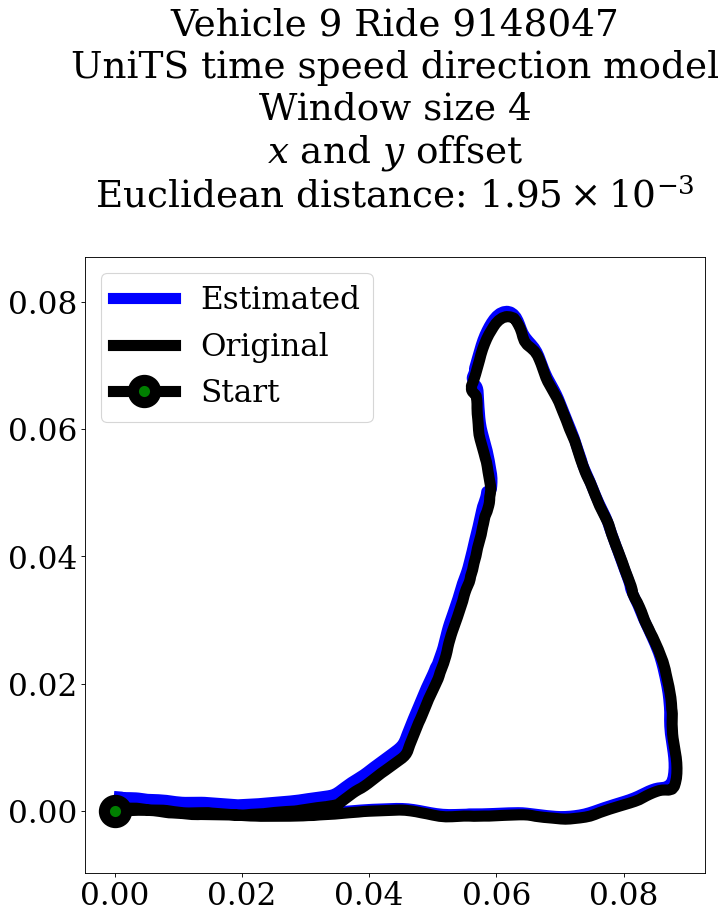 Vehicle 9 Ride 9148047
UniTS time speed direction model
Window size 4
x and y offset
Euclidean distance: 1.95 × 10⁻³
Estimated
Original
Start
0.08
0.06
0.04
0.02
0.00
0.00 0.02 0.04 0.06 0.08